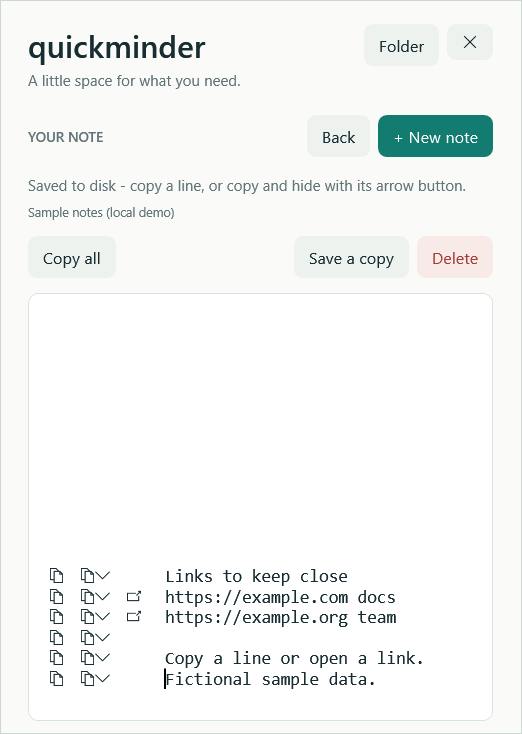 quickminder
Folder
A little space for what you need.
YOUR NOTE
Back
+ New note
Saved to disk - copy a line, or copy and hide with its arrow button.
Sample notes (local demo)
Copy all
Save a copy
Delete
Links to keep close
https://example.com docs
https://example.org team
Copy a line or open a link.
Fictional sample data.